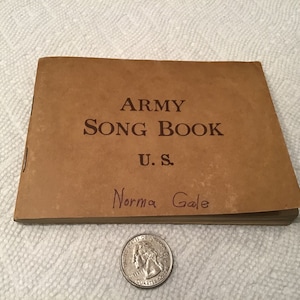 ARMY
SONG BOOK
U. S.
Norma Gale